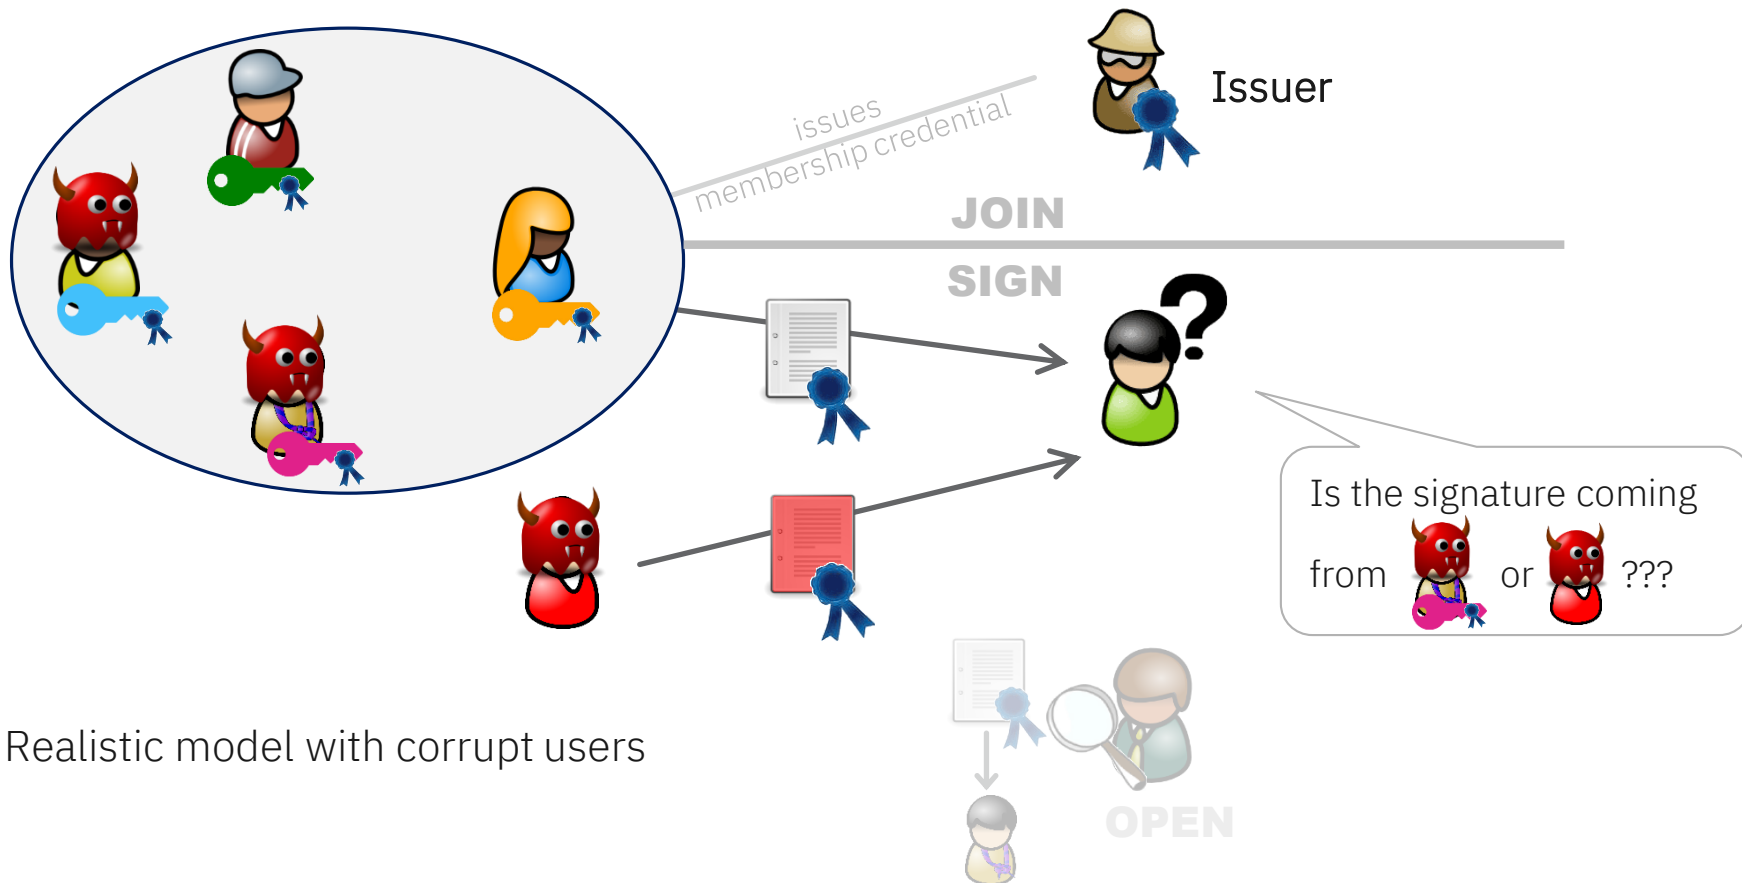 issues
membership credential
Issuer
JOIN
SIGN
?
Is the signature coming
from or ???
Realistic model with corrupt users
OPEN